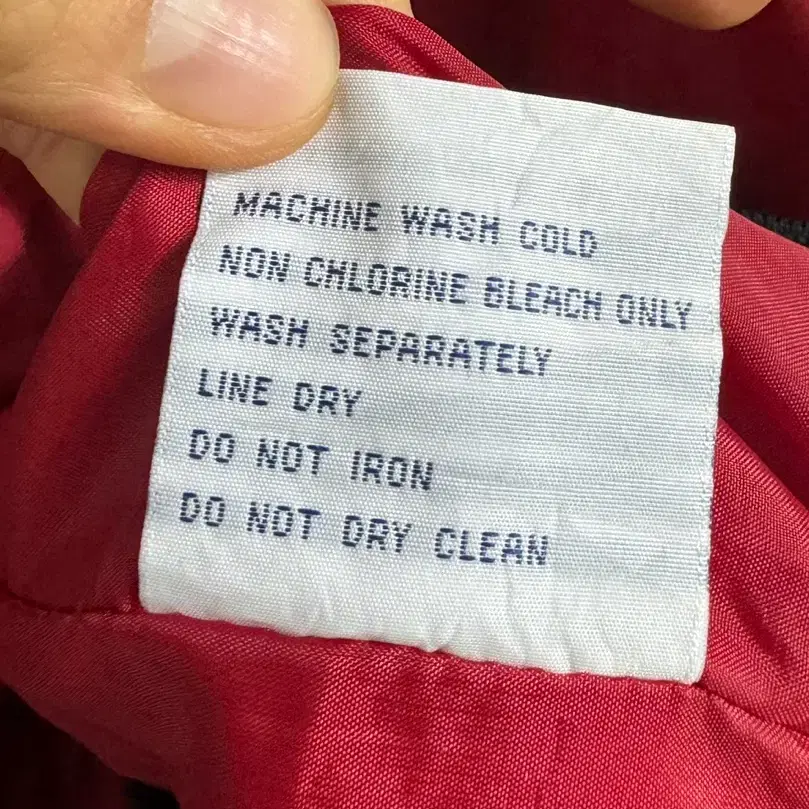 MACHINE WASH COLD
NON CHLORINE BLEACH ONLY
WASH SEPARATELY
LINE DRY
DO NOT IRON
DO NOT DRY CLEAN